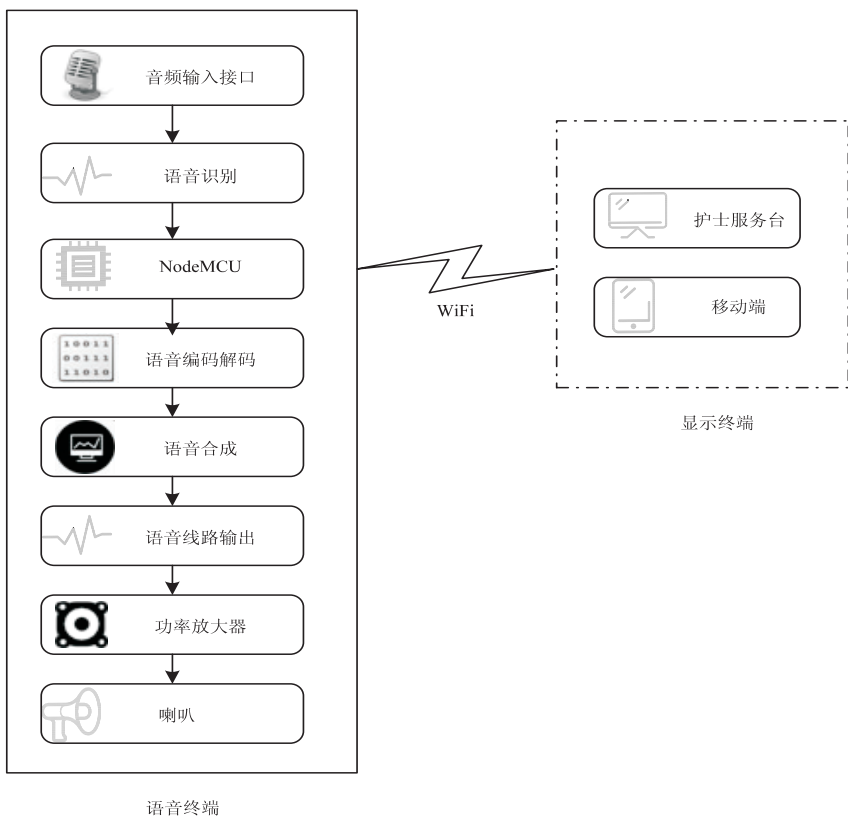 音频输入接口
语音识别
NodeMCU
10011
00111
11010
语音编码解码
语音合成
语音线路输出
功率放大器
喇叭
语音终端
WiFi
护士服务台
移动端
显示终端